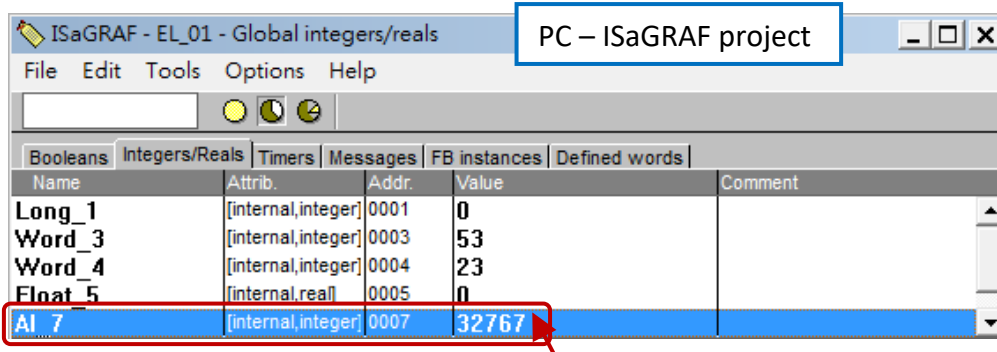 ISaGRAF - EL_01 - Global integers/reals
PC – ISaGRAF project
File Edit Tools Options Help
Booleans Integers/Reals Timers Messages FB instances Defined words
Name Attrib. Addr. Value Comment
Long_1 [internal,integer] 0001 0
Word_3 [internal,integer] 0003 53
Word_4 [internal,integer] 0004 23
Float_5 [internal,real] 0005 0
AI_7 [internal,integer] 0007 32767